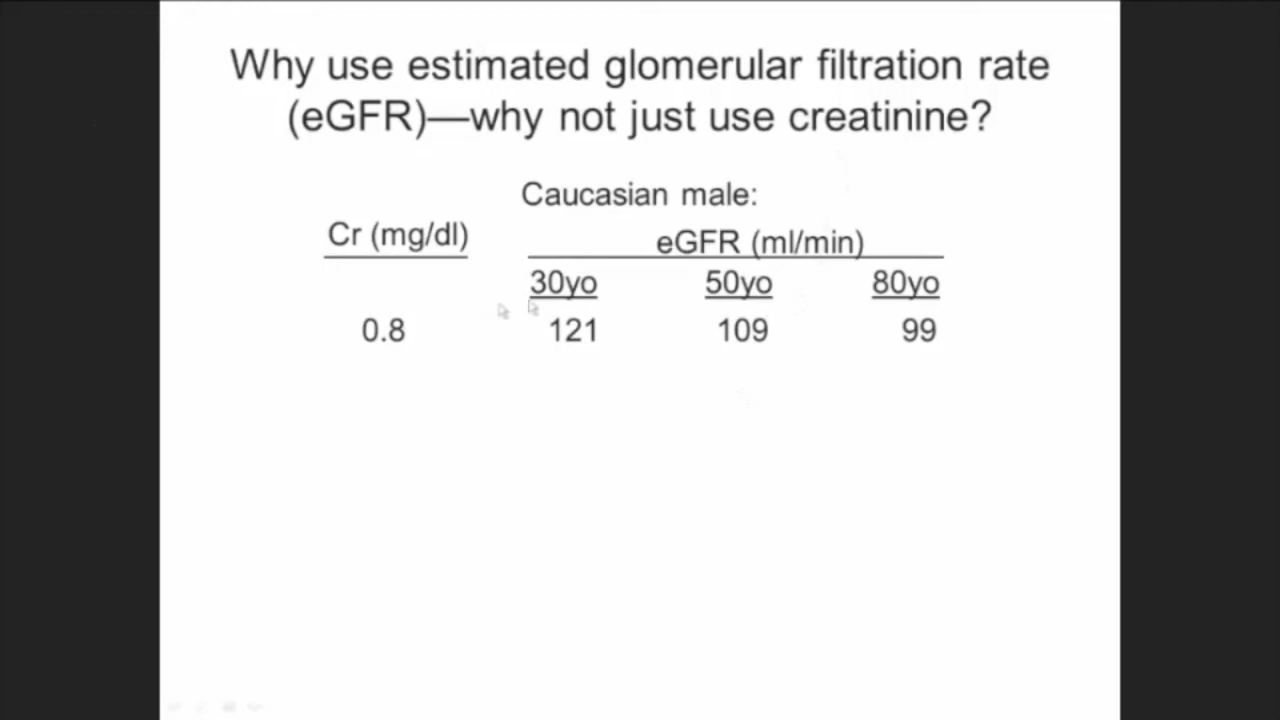 Why use estimated glomerular filtration rate
(eGFR)—why not just use creatinine?
Caucasian male:
Cr (mg/dl)
eGFR (ml/min)
30yo 50yo 80yo
0.8 121 109 99